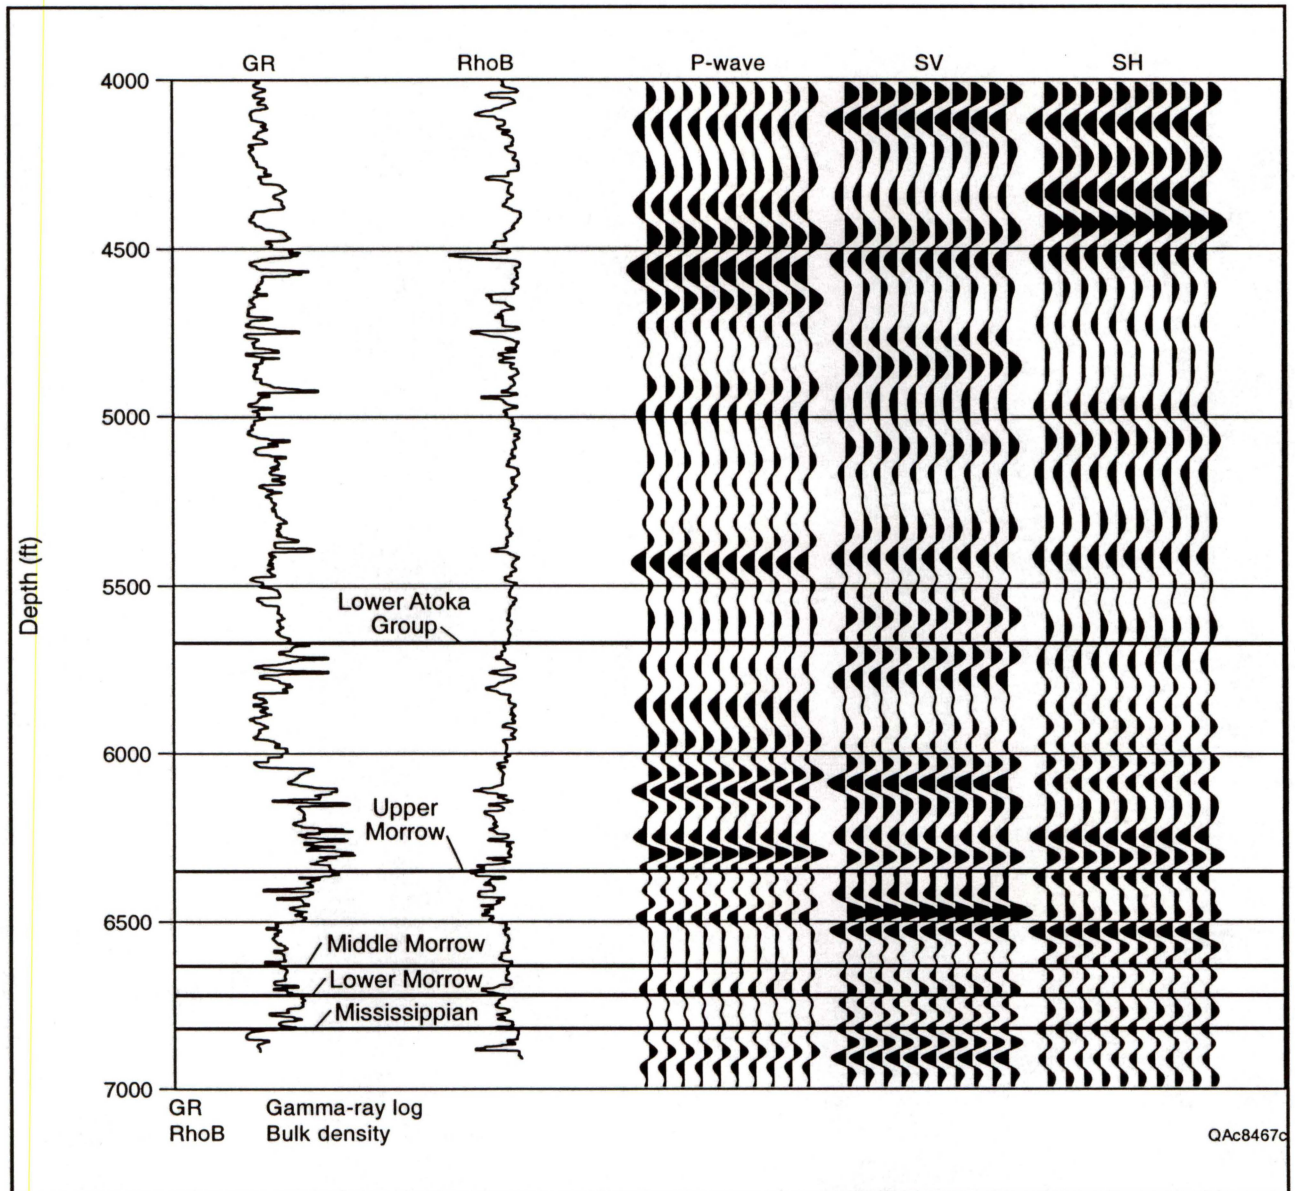 GR RhoB P-wave SV SH
4000
4500
5000
Depth (ft)
5500
Lower Atoka
Group
6000
Upper
Morrow
6500
Middle Morrow
Lower Morrow
Mississippian
7000
GR Gamma-ray log
RhoB Bulk density
QAc8467c